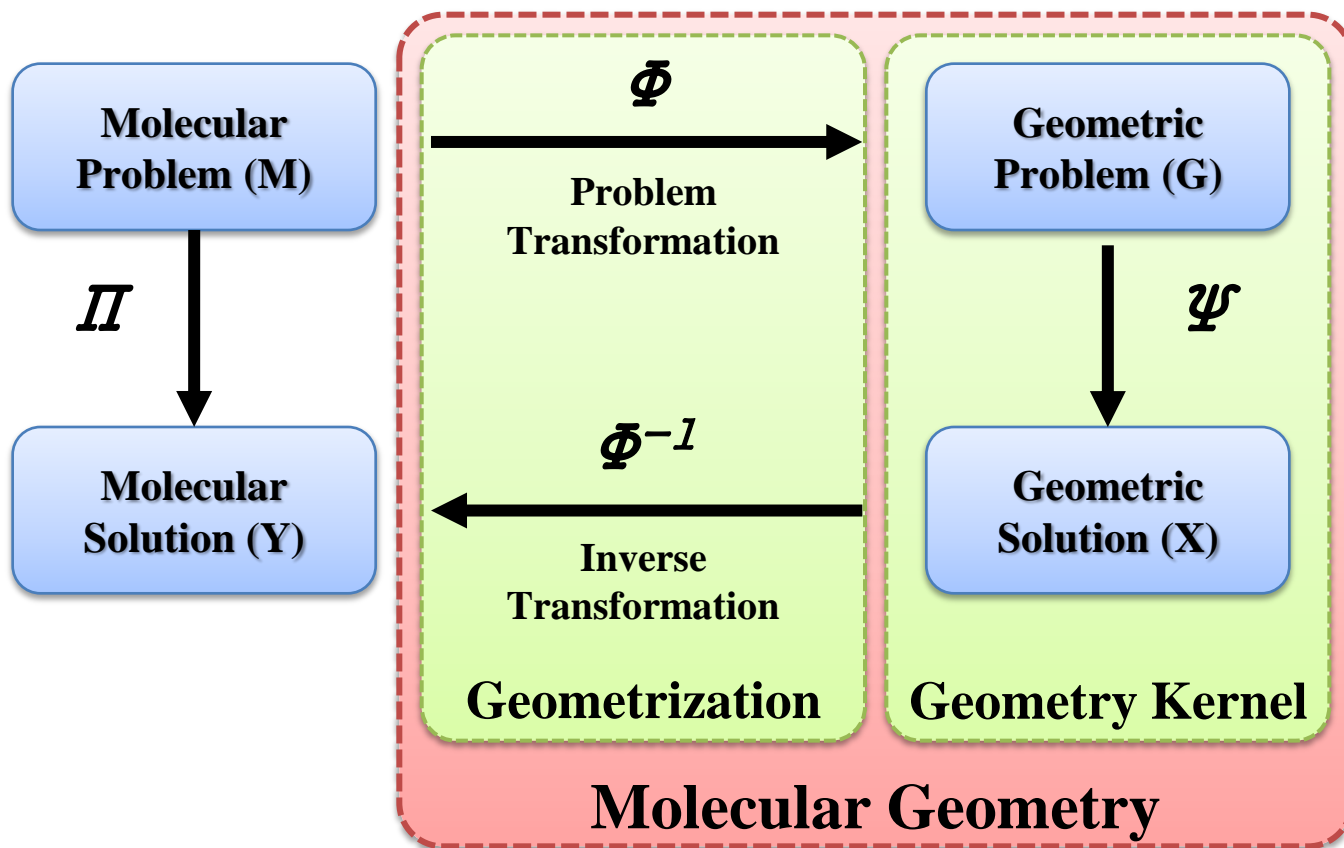 Molecular
Problem (M)
Π
Molecular
Solution (Y)
Φ
Problem
Transformation
Φ⁻¹
Inverse
Transformation
Geometrization
Geometric
Problem (G)
Ψ
Geometric
Solution (X)
Geometry Kernel
Molecular Geometry